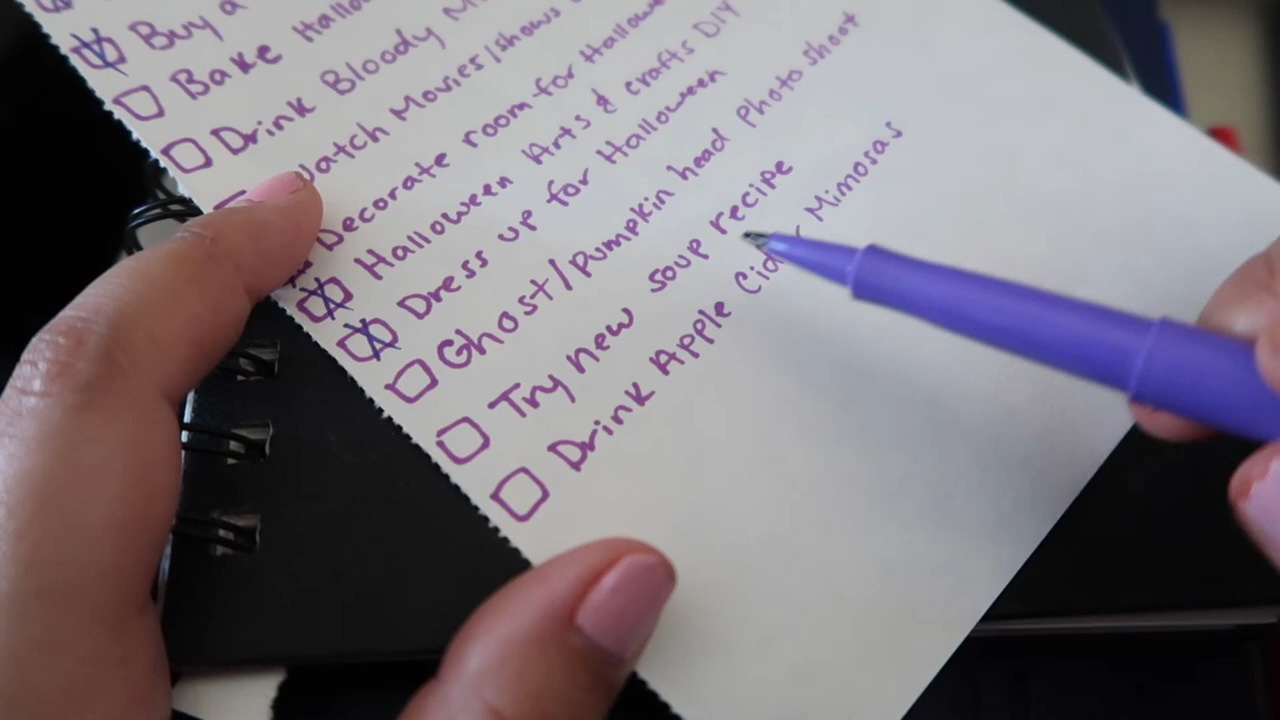 Buy a
Bake Hallo
Drink Bloody M
Watch Movies/shows
Decorate room for Hallowe
Halloween Arts & crafts DIY
Dress up for Halloween
Ghost/Pumpkin head Photo shoot
Try new soup recipe
Drink Apple Cider Mimosas